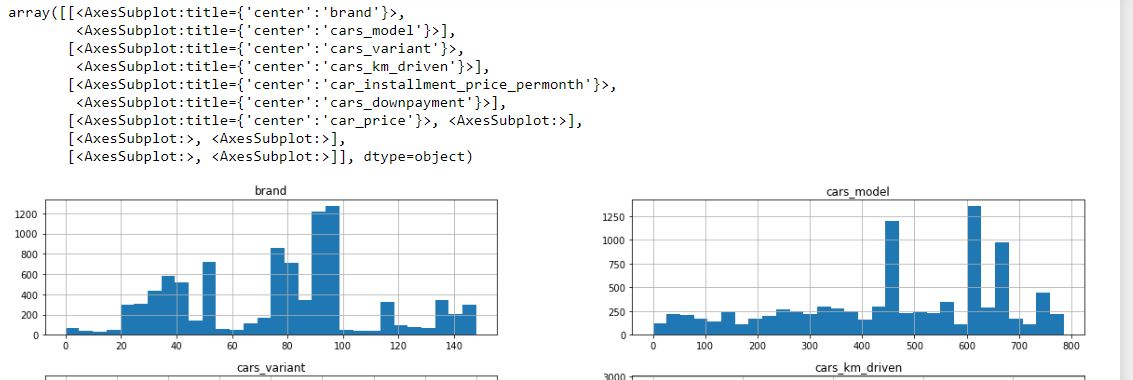 array([[<AxesSubplot:title={'center':'brand'}>,
<AxesSubplot:title={'center':'cars_model'}>],
[<AxesSubplot:title={'center':'cars_variant'}>,
<AxesSubplot:title={'center':'cars_km_driven'}>],
[<AxesSubplot:title={'center':'car_installment_price_permonth'}>,
<AxesSubplot:title={'center':'cars_downpayment'}>],
[<AxesSubplot:title={'center':'car_price'}>, <AxesSubplot:>],
[<AxesSubplot:>, <AxesSubplot:>],
[<AxesSubplot:>, <AxesSubplot:>]], dtype=object)
brand
1200
1000
800
600
400
200
0
0 20 40 60 80 100 120 140
cars_model
1250
1000
750
500
250
0
0 100 200 300 400 500 600 700 800
cars_variant
cars_km_driven
3000